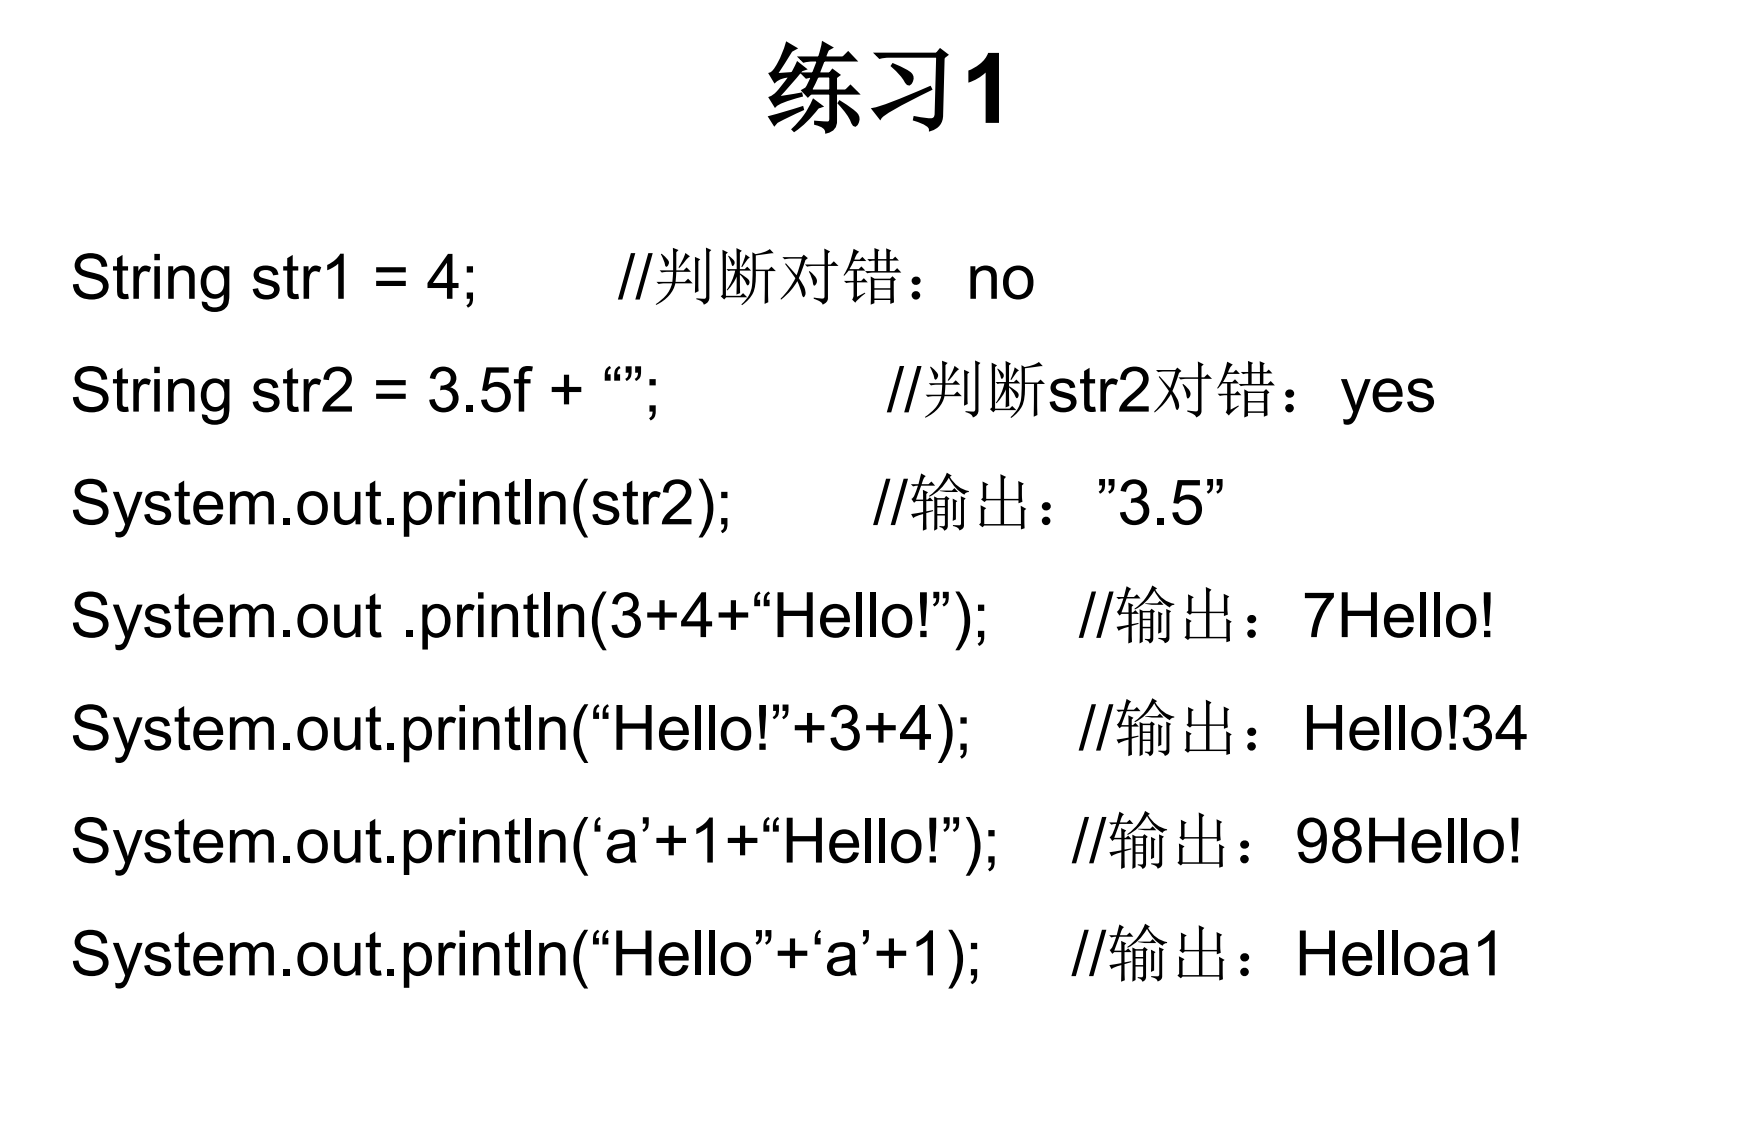 练习1
String str1 = 4; //判断对错：no
String str2 = 3.5f + “”; //判断str2对错：yes
System.out.println(str2); //输出：”3.5”
System.out .println(3+4+“Hello!”); //输出：7Hello!
System.out.println(“Hello!”+3+4); //输出：Hello!34
System.out.println(‘a’+1+“Hello!”); //输出：98Hello!
System.out.println(“Hello”+‘a’+1); //输出：Helloa1